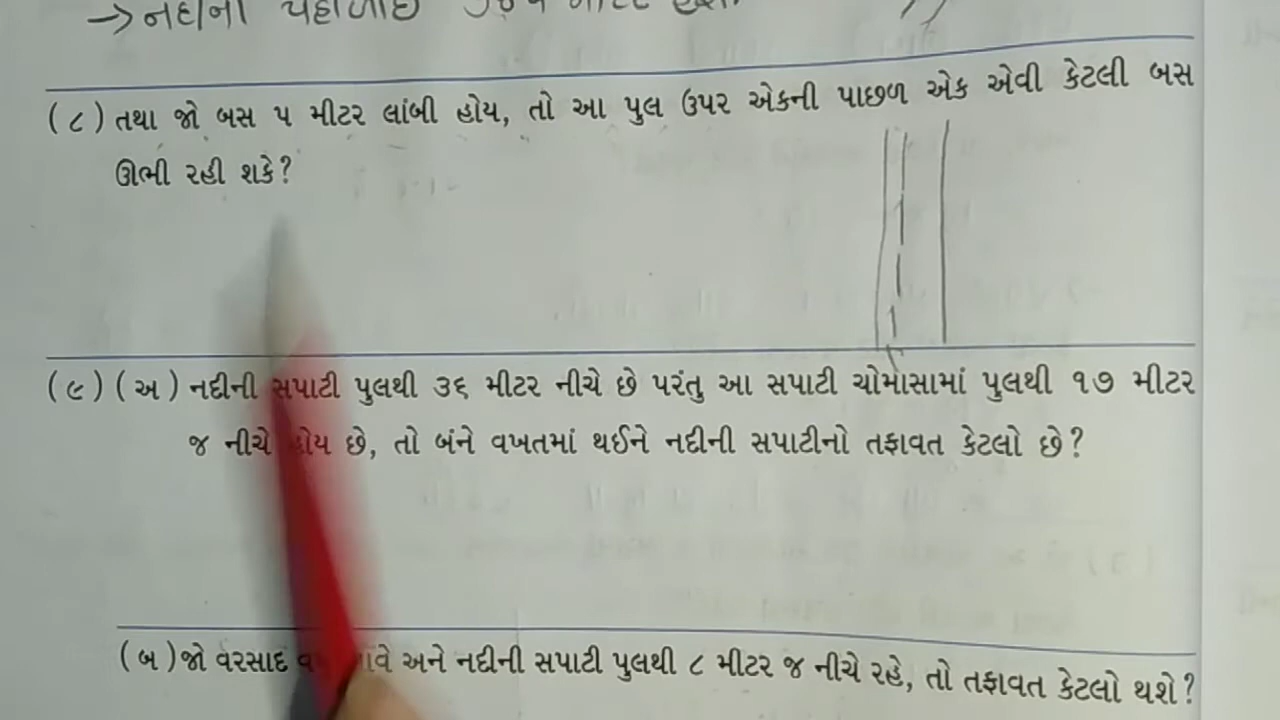 → નદીની પહોળાઈ
(૮) તથા જો બસ ૫ મીટર લાંબી હોય, તો આ પુલ ઉપર એકની પાછળ એક એવી કેટલી બસ
ઊભી રહી શકે?
(૯) (અ) નદીની સપાટી પુલથી ૩૬ મીટર નીચે છે પરંતુ આ સપાટી ચોમાસામાં પુલથી ૧૭ મીટર
જ નીચે હોય છે, તો બંને વખતમાં થઈને નદીની સપાટીનો તફાવત કેટલો છે?
(બ) જો વરસાદ અને નદીની સપાટી પુલથી ૮ મીટર જ નીચે રહે, તો તફાવત કેટલો થશે?